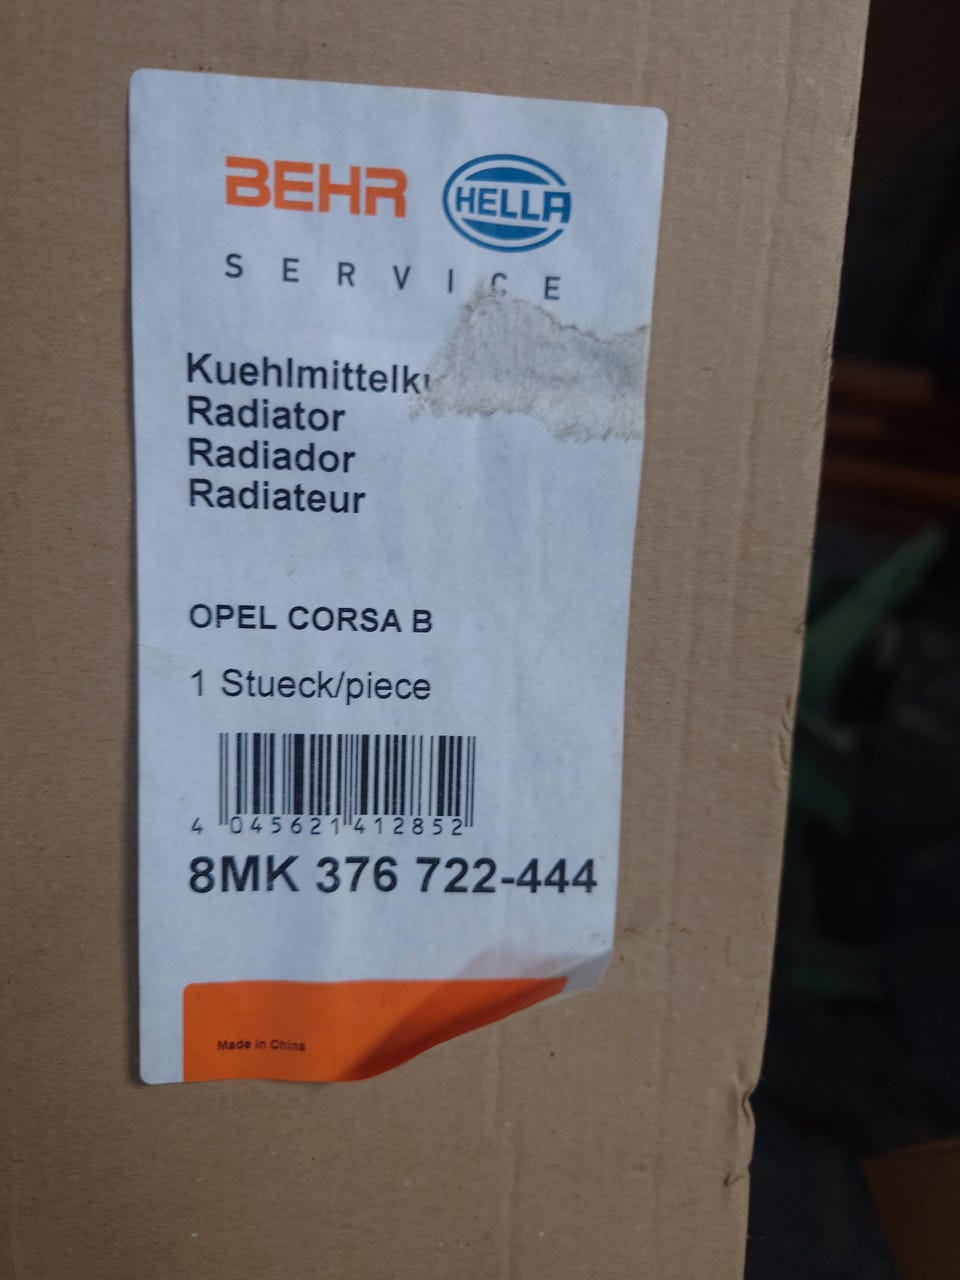 BEHR HELLA
SERVICE
Kuehlmittelk
Radiator
Radiador
Radiateur
OPEL CORSA B
1 Stueck/piece
4 045621 412852
8MK 376 722-444
Made in China